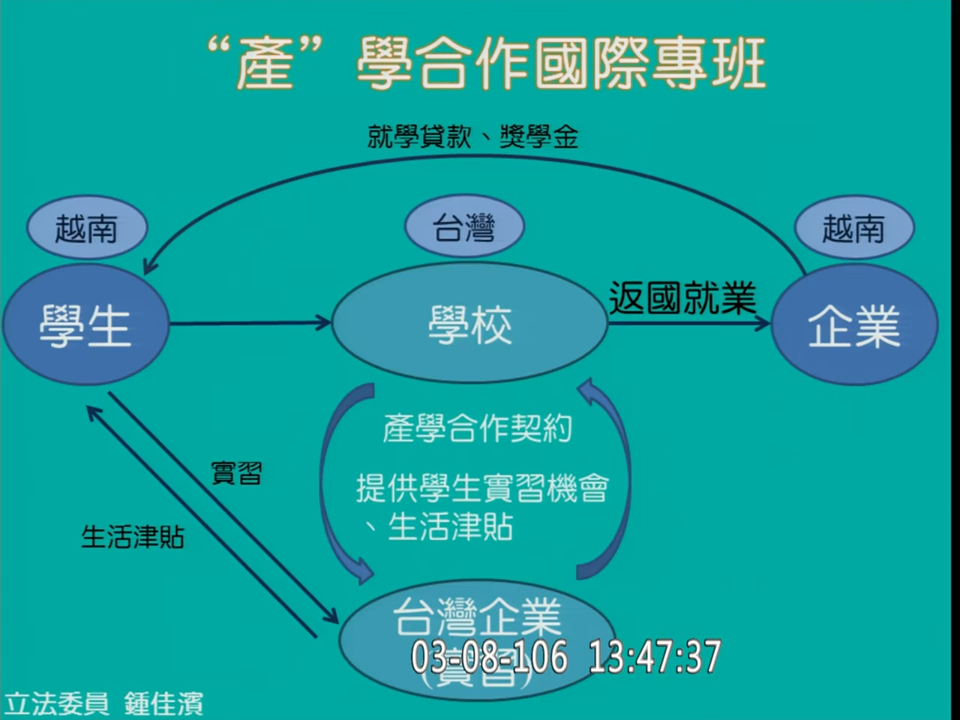 “產”學合作國際專班
就學貸款、獎學金
越南
台灣
越南
學生
學校
返國就業
企業
產學合作契約
實習
提供學生實習機會
、生活津貼
生活津貼
台灣企業
(實習)
03-08-106 13:47:37
立法委員 鍾佳濱